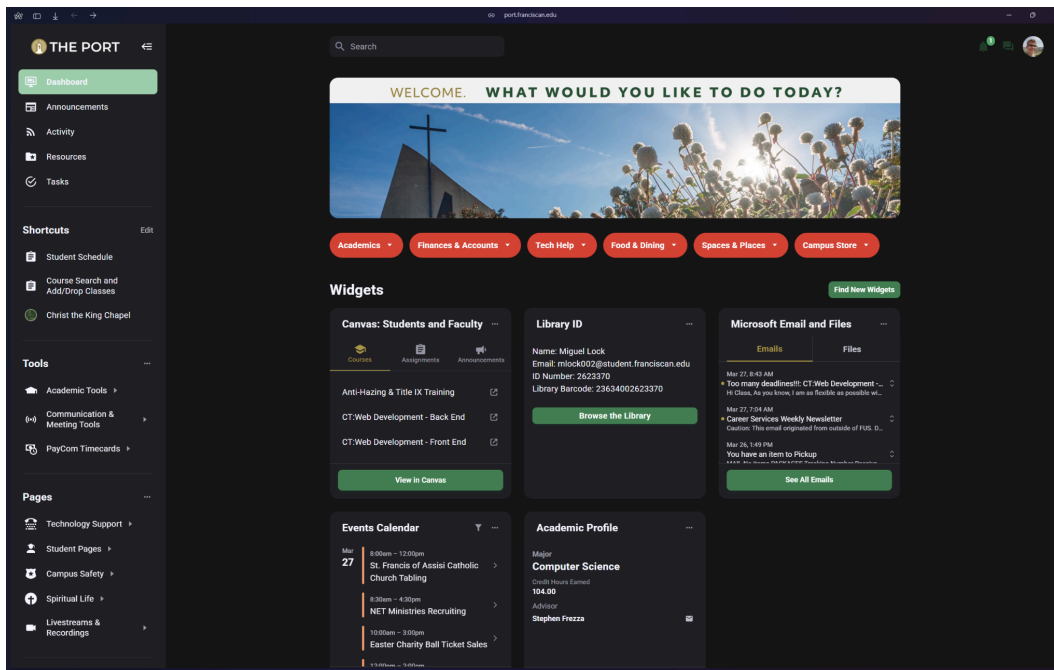 port.franciscan.edu
THE PORT
Search
1
Dashboard
Announcements
Activity
Resources
Tasks
Shortcuts Edit
Student Schedule
Course Search and
Add/Drop Classes
Christ the King Chapel
Tools
Academic Tools
Communication &
Meeting Tools
PayCom Timecards
Pages
Technology Support
Student Pages
Campus Safety
Spiritual Life
Livestreams &
Recordings
WELCOME. WHAT WOULD YOU LIKE TO DO TODAY?
Academics Finances & Accounts Tech Help Food & Dining Spaces & Places Campus Store
Widgets Find New Widgets
Canvas: Students and Faculty
Courses Assignments Announcements
Anti-Hazing & Title IX Training
CT:Web Development - Back End
CT:Web Development - Front End
View in Canvas
Library ID
Name: Miguel Lock
Email: mlock002@student.franciscan.edu
ID Number: 2623370
Library Barcode: 23634002623370
Browse the Library
Microsoft Email and Files
Emails Files
Mar 27, 8:43 AM
Too many deadlines!!!: CT:Web Development -...
Hi Class, As you know, I am as flexible as possible wi...
Mar 27, 7:04 AM
Career Services Weekly Newsletter
Caution: This email originated from outside of FUS. D...
Mar 26, 1:49 PM
You have an item to Pickup
See All Emails
Events Calendar
Mar
27
8:00am – 12:00pm
St. Francis of Assisi Catholic
Church Tabling
8:30am – 4:30pm
NET Ministries Recruiting
10:00am – 3:00pm
Easter Charity Ball Ticket Sales
Academic Profile
Major
Computer Science
Credit Hours Earned
104.00
Advisor
Stephen Frezza